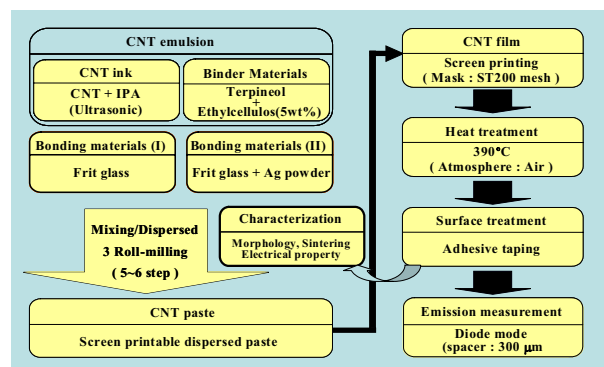 CNT emulsion
CNT ink
CNT + IPA
(Ultrasonic)
Binder Materials
Terpineol
+
Ethylcellulos(5wt%)
Bonding materials (I)
Frit glass
Bonding materials (II)
Frit glass + Ag powder
Mixing/Dispersed
3 Roll-milling
( 5~6 step )
Characterization
Morphology, Sintering
Electrical property
CNT paste
Screen printable dispersed paste
CNT film
Screen printing
( Mask : ST200 mesh )
Heat treatment
390°C
( Atmosphere : Air )
Surface treatment
Adhesive taping
Emission measurement
Diode mode
(spacer : 300 μm